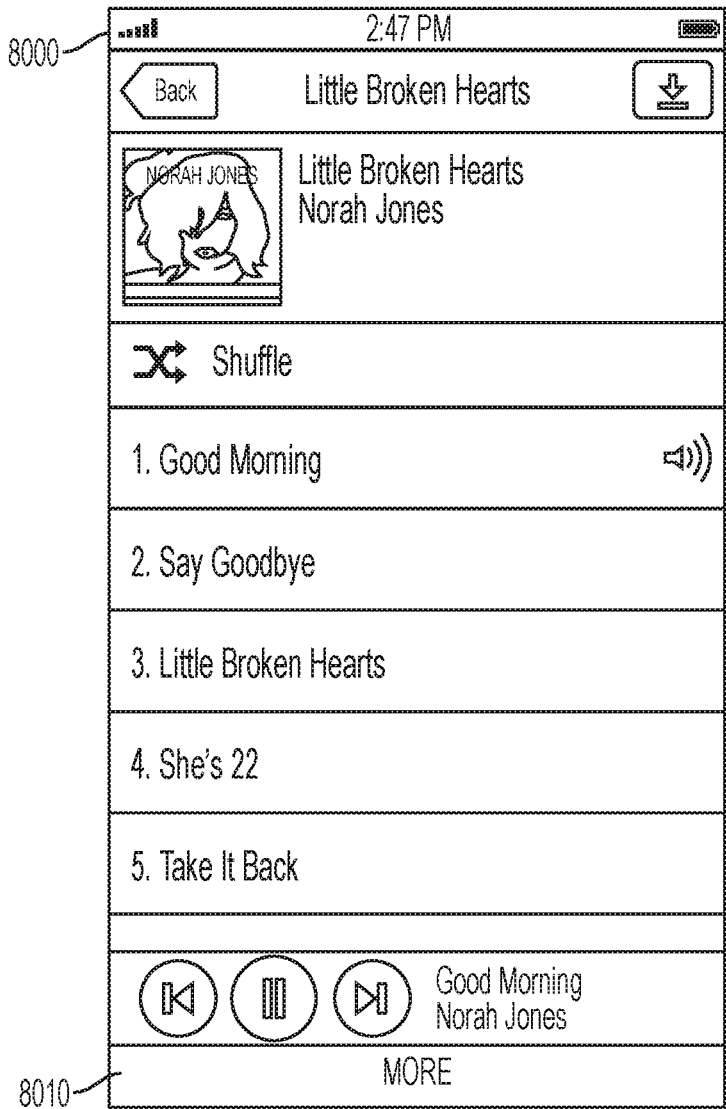 8000
2:47 PM
Back
Little Broken Hearts
NORAH JONES
Little Broken Hearts
Norah Jones
Shuffle
1. Good Morning
2. Say Goodbye
3. Little Broken Hearts
4. She's 22
5. Take It Back
Good Morning
Norah Jones
8010
MORE